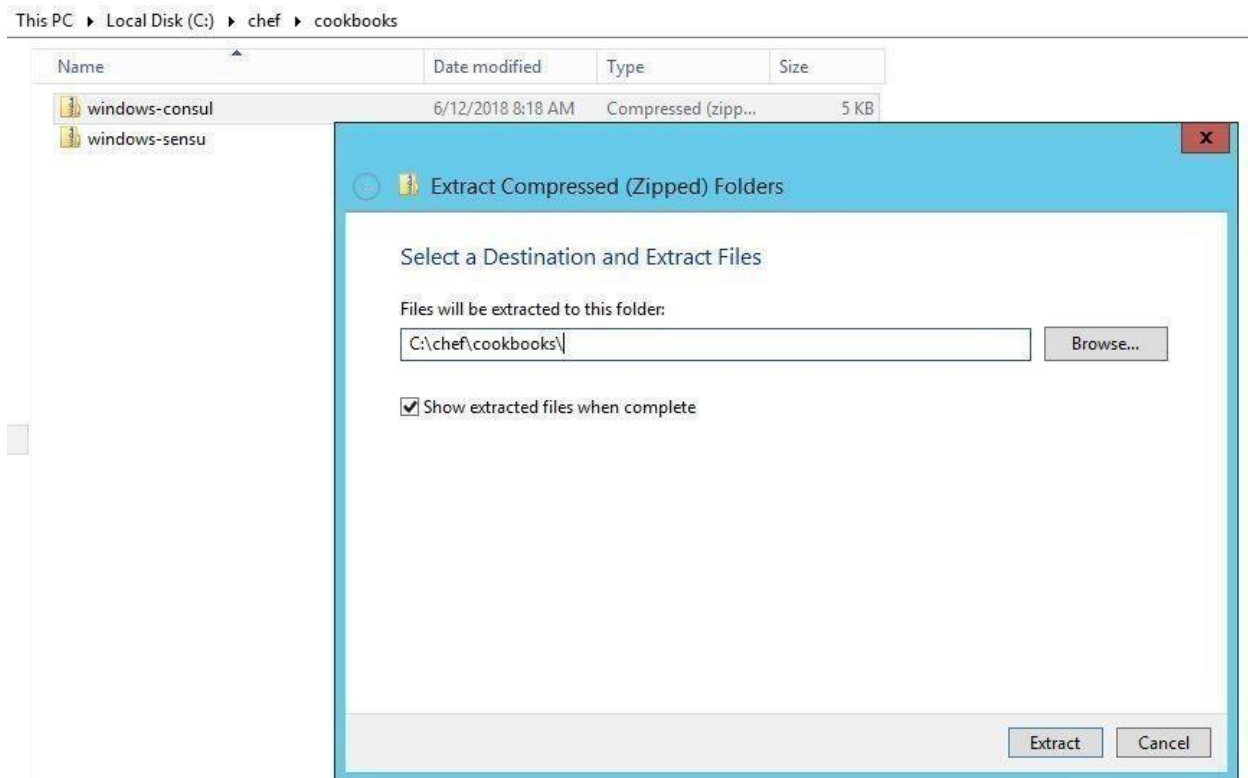 This PC ▸ Local Disk (C:) ▸ chef ▸ cookbooks
Name Date modified Type Size
windows-consul 6/12/2018 8:18 AM Compressed (zipp... 5 KB
windows-sensu
x
Extract Compressed (Zipped) Folders
Select a Destination and Extract Files
Files will be extracted to this folder:
C:\chef\cookbooks\
Browse...
Show extracted files when complete
Extract Cancel